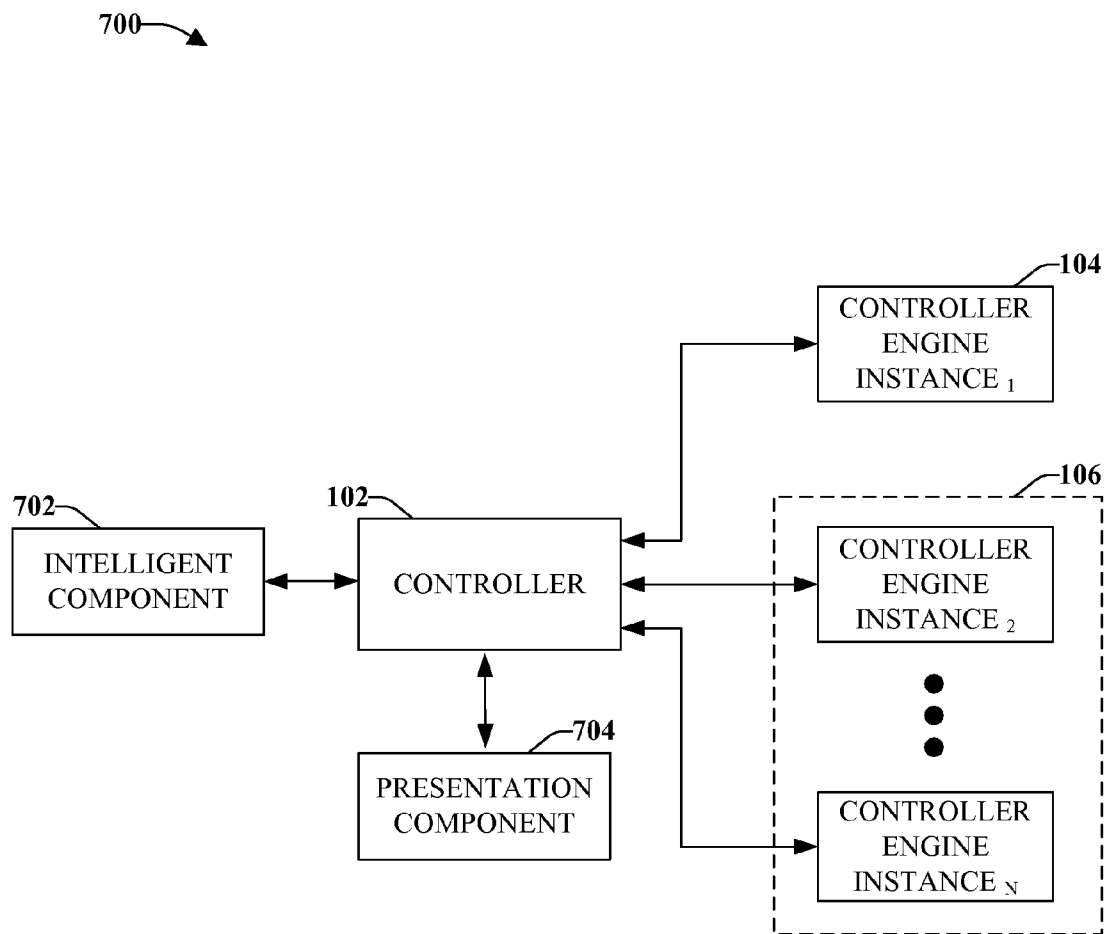 700
104
CONTROLLER
ENGINE
INSTANCE 1
106
702
INTELLIGENT
COMPONENT
102
CONTROLLER
CONTROLLER
ENGINE
INSTANCE 2
704
PRESENTATION
COMPONENT
CONTROLLER
ENGINE
INSTANCE N